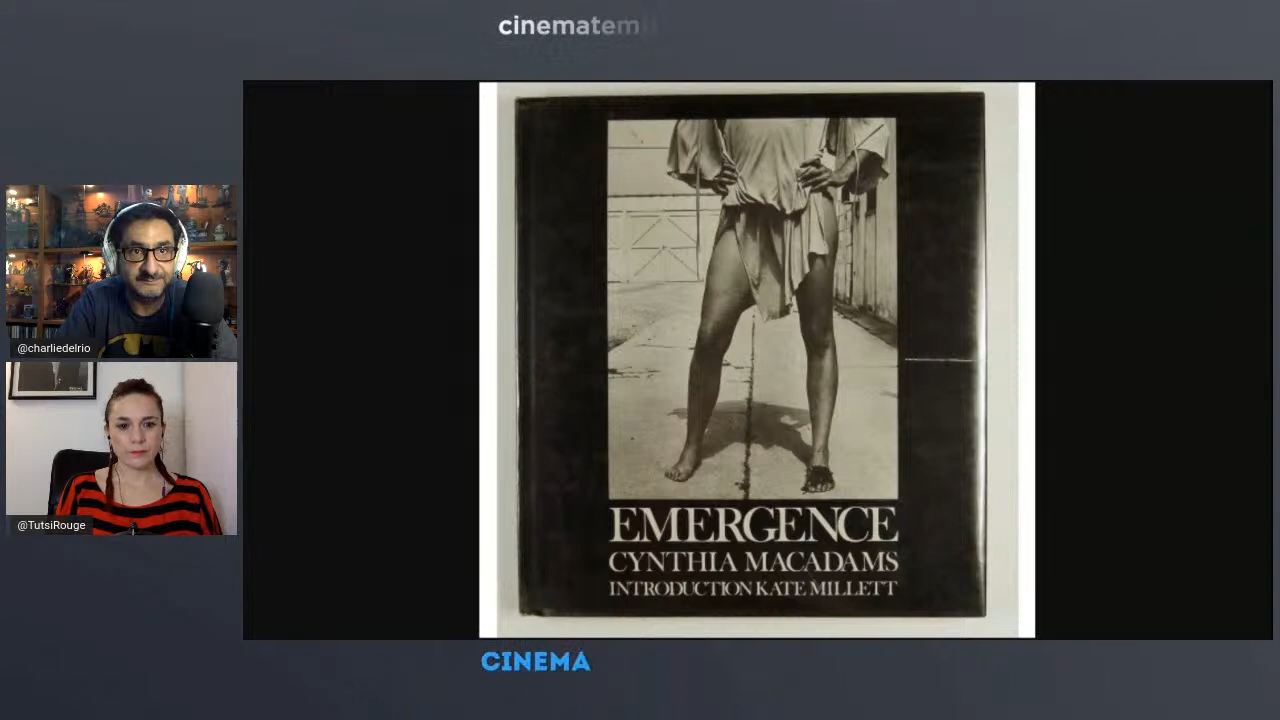 cinematem
@charliedelrio
@TutsiRouge
EMERGENCE
CYNTHIA MACADAMS
INTRODUCTION KATE MILLETT
CINEMA